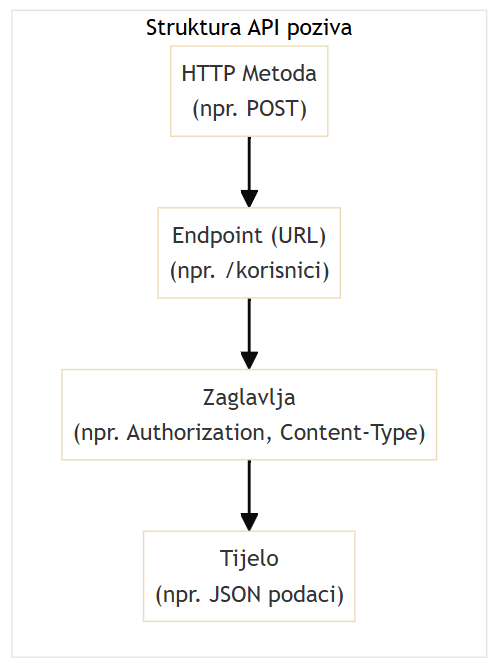 Struktura API poziva
HTTP Metoda
(npr. POST)
Endpoint (URL)
(npr. /korisnici)
Zaglavlja
(npr. Authorization, Content-Type)
Tijelo
(npr. JSON podaci)